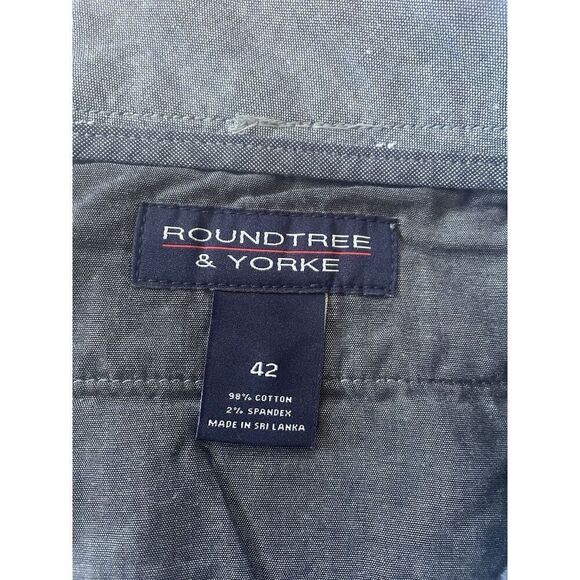 ROUNDTREE
& YORKE
42
98% COTTON
2% SPANDEX
MADE IN SRI LANKA